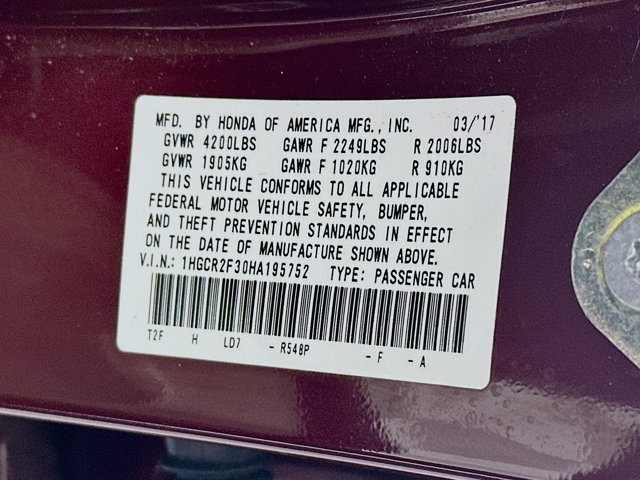 MFD. BY HONDA OF AMERICA MFG., INC. 03/'17
GVWR 4200LBS GAWR F 2249LBS R 2006LBS
GVWR 1905KG GAWR F 1020KG R 910KG
THIS VEHICLE CONFORMS TO ALL APPLICABLE
FEDERAL MOTOR VEHICLE SAFETY, BUMPER,
AND THEFT PREVENTION STANDARDS IN EFFECT
ON THE DATE OF MANUFACTURE SHOWN ABOVE.
V.I.N.: 1HGCR2F30HA195752 TYPE: PASSENGER CAR
T2F H LD7 - R548P - F - A